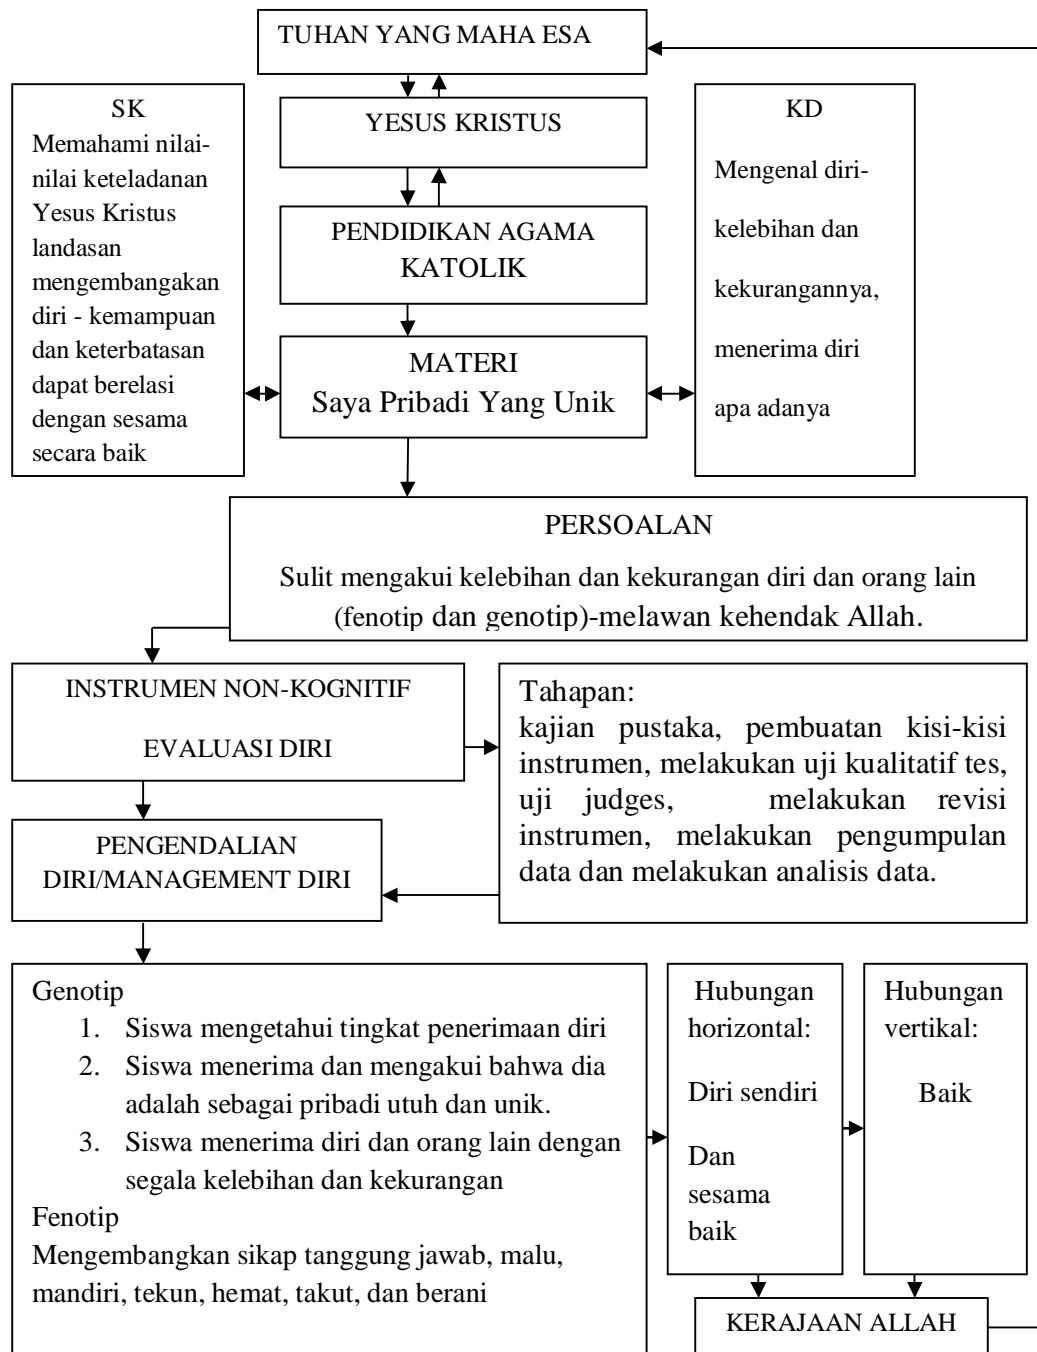 TUHAN YANG MAHA ESA
YESUS KRISTUS
SK
Memahami nilai-
nilai keteladanan
Yesus Kristus
landasan
mengembangakan
diri - kemampuan
dan keterbatasan
dapat berelasi
dengan sesama
secara baik
PENDIDIKAN AGAMA
KATOLIK
MATERI
Saya Pribadi Yang Unik
KD
Mengenal diri-
kelebihan dan
kekurangannya,
menerima diri
apa adanya
PERSOALAN
Sulit mengakui kelebihan dan kekurangan diri dan orang lain
(fenotip dan genotip)-melawan kehendak Allah.
INSTRUMEN NON-KOGNITIF
EVALUASI DIRI
Tahapan:
kajian pustaka, pembuatan kisi-kisi
instrumen, melakukan uji kualitatif tes,
uji judges, melakukan revisi
instrumen, melakukan pengumpulan
data dan melakukan analisis data.
PENGENDALIAN
DIRI/MANAGEMENT DIRI
Genotip
1. Siswa mengetahui tingkat penerimaan diri
2. Siswa menerima dan mengakui bahwa dia
adalah sebagai pribadi utuh dan unik.
3. Siswa menerima diri dan orang lain dengan
segala kelebihan dan kekurangan
Fenotip
Mengembangkan sikap tanggung jawab, malu,
mandiri, tekun, hemat, takut, dan berani
Hubungan
horizontal:
Diri sendiri
Dan
sesama
baik
Hubungan
vertikal:
Baik
KERAJAAN ALLAH